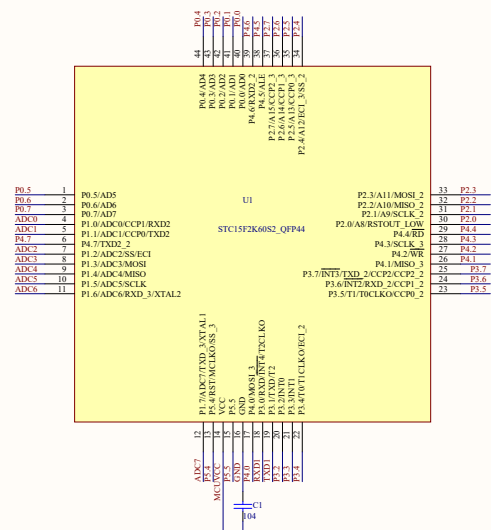 P0.4 P0.3 P0.2 P0.1 P0.0 P4.6 P4.5 P2.7 P2.6 P2.5 P2.4
44 43 42 41 40 39 38 37 36 35 34
P0.4/AD4
P0.3/AD3
P0.2/AD2
P0.1/AD1
P0.0/AD0
P4.6/RXD2_2
P4.5/ALE
P2.7/A15/CCP2_3
P2.6/A14/CCP1_3
P2.5/A13/CCP0_3
P2.4/A12/ECI_3/SS_2
U1
STC15F2K60S2_QFP44
P0.5 1 P0.5/AD5
P0.6 2 P0.6/AD6
P0.7 3 P0.7/AD7
ADC0 4 P1.0/ADC0/CCP1/RXD2
ADC1 5 P1.1/ADC1/CCP0/TXD2
P4.7 6 P4.7/TXD2_2
ADC2 7 P1.2/ADC2/SS/ECI
ADC3 8 P1.3/ADC3/MOSI
ADC4 9 P1.4/ADC4/MISO
ADC5 10 P1.5/ADC5/SCLK
ADC6 11 P1.6/ADC6/RXD_3/XTAL2
P2.3/A11/MOSI_2 33 P2.3
P2.2/A10/MISO_2 32 P2.2
P2.1/A9/SCLK_2 31 P2.1
P2.0/A8/RSTOUT_LOW 30 P2.0
P4.4/RD 29 P4.4
P4.3/SCLK_3 28 P4.3
P4.2/WR 27 P4.2
P4.1/MISO_3 26 P4.1
P3.7/INT3/TXD_2/CCP2/CCP2_2 25 P3.7
P3.6/INT2/RXD_2/CCP1_2 24 P3.6
P3.5/T1/T0CLKO/CCP0_2 23 P3.5
P1.7/ADC7/TXD_3/XTAL1
P5.4/RST/MCLKO/SS_3
VCC
P5.5
GND
P4.0/MOSI_3
P3.0/RXD/INT4/T2CLKO
P3.1/TXD/T2
P3.2/INT0
P3.3/INT1
P3.4/T0/T1CLKO/ECI_2
12 13 14 15 16 17 18 19 20 21 22
ADC7 P5.4 MCUVCC P5.5 GND P4.0 RXD1 TXD1 P3.2 P3.3 P3.4
C1
104